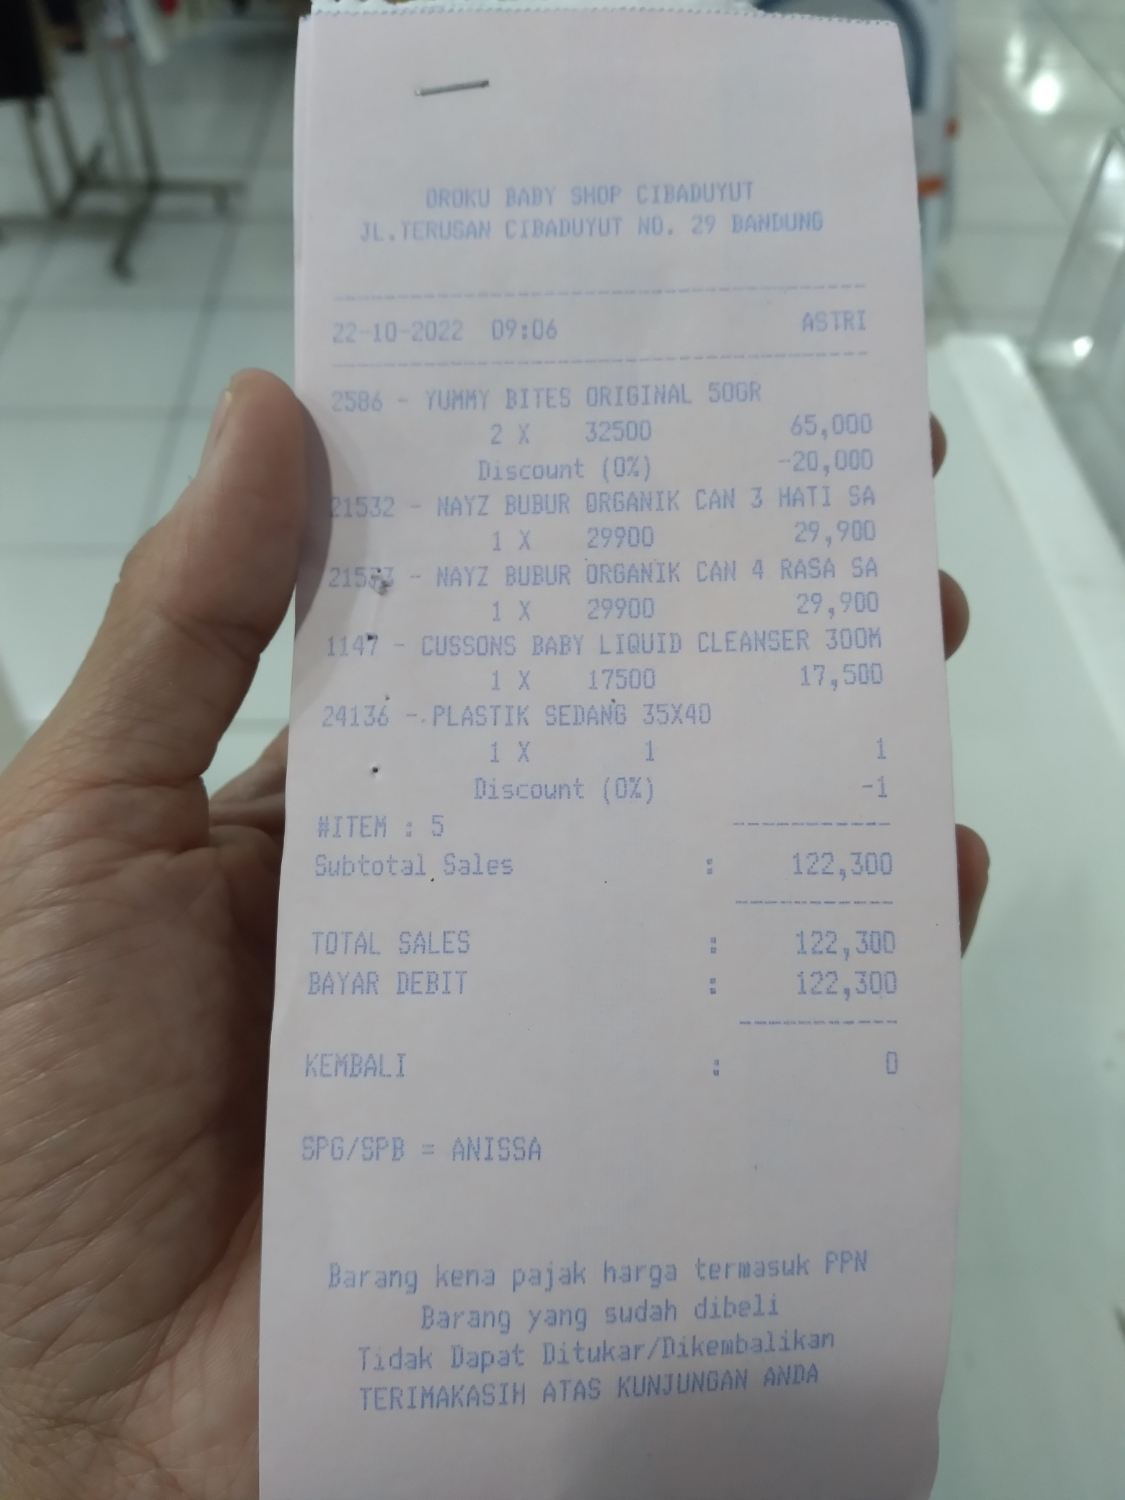 OROKU BABY SHOP CIBADUYUT
JL.TERUSAN CIBADUYUT NO. 29 BANDUNG
22-10-2022 09:06 ASTRI
2586 - YUMMY BITES ORIGINAL 50GR
2 X 32500 65,000
Discount (0%) -20,000
21532 - NAYZ BUBUR ORGANIK CAN 3 HATI SA
1 X 29900 29,900
- NAYZ BUBUR ORGANIK CAN 4 RASA SA
1 X 29900 29,900
1147 - CUSSONS BABY LIQUID CLEANSER 300M
1 X 17500 17,500
24136 - PLASTIK SEDANG 35X40
1 X 1 1
Discount (0%) -1
#ITEM : 5
Subtotal Sales : 122,300
TOTAL SALES : 122,300
BAYAR DEBIT : 122,300
KEMBALI : 0
SPG/SPB = ANISSA
Barang kena pajak harga termasuk PPN
Barang yang sudah dibeli
Tidak Dapat Ditukar/Dikembalikan
TERIMAKASIH ATAS KUNJUNGAN ANDA